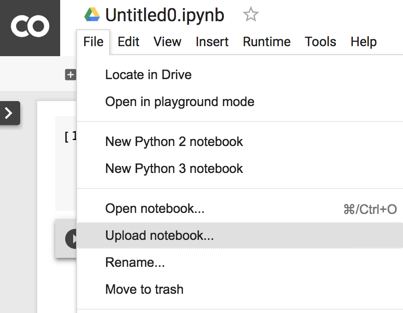 CO Untitled0.ipynb
File Edit View Insert Runtime Tools Help
Locate in Drive
Open in playground mode
New Python 2 notebook
New Python 3 notebook
Open notebook... ⌘/Ctrl+O
Upload notebook...
Rename...
Move to trash